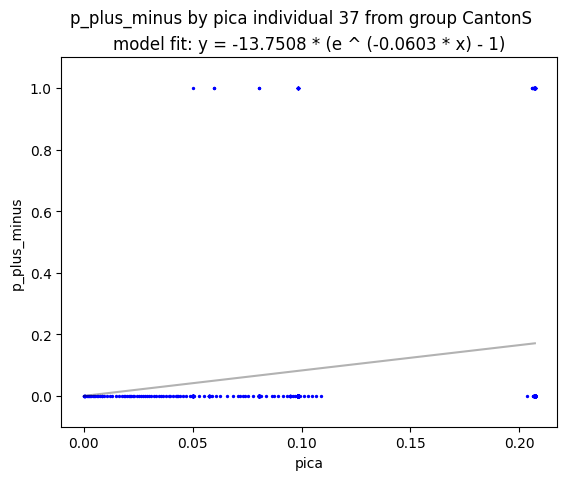 p_plus_minus by pica individual 37 from group CantonS
model fit: y = -13.7508 * (e ^ (-0.0603 * x) - 1)
1.0
0.8
0.6
0.4
0.2
0.0
p_plus_minus
0.00 0.05 0.10 0.15 0.20
pica